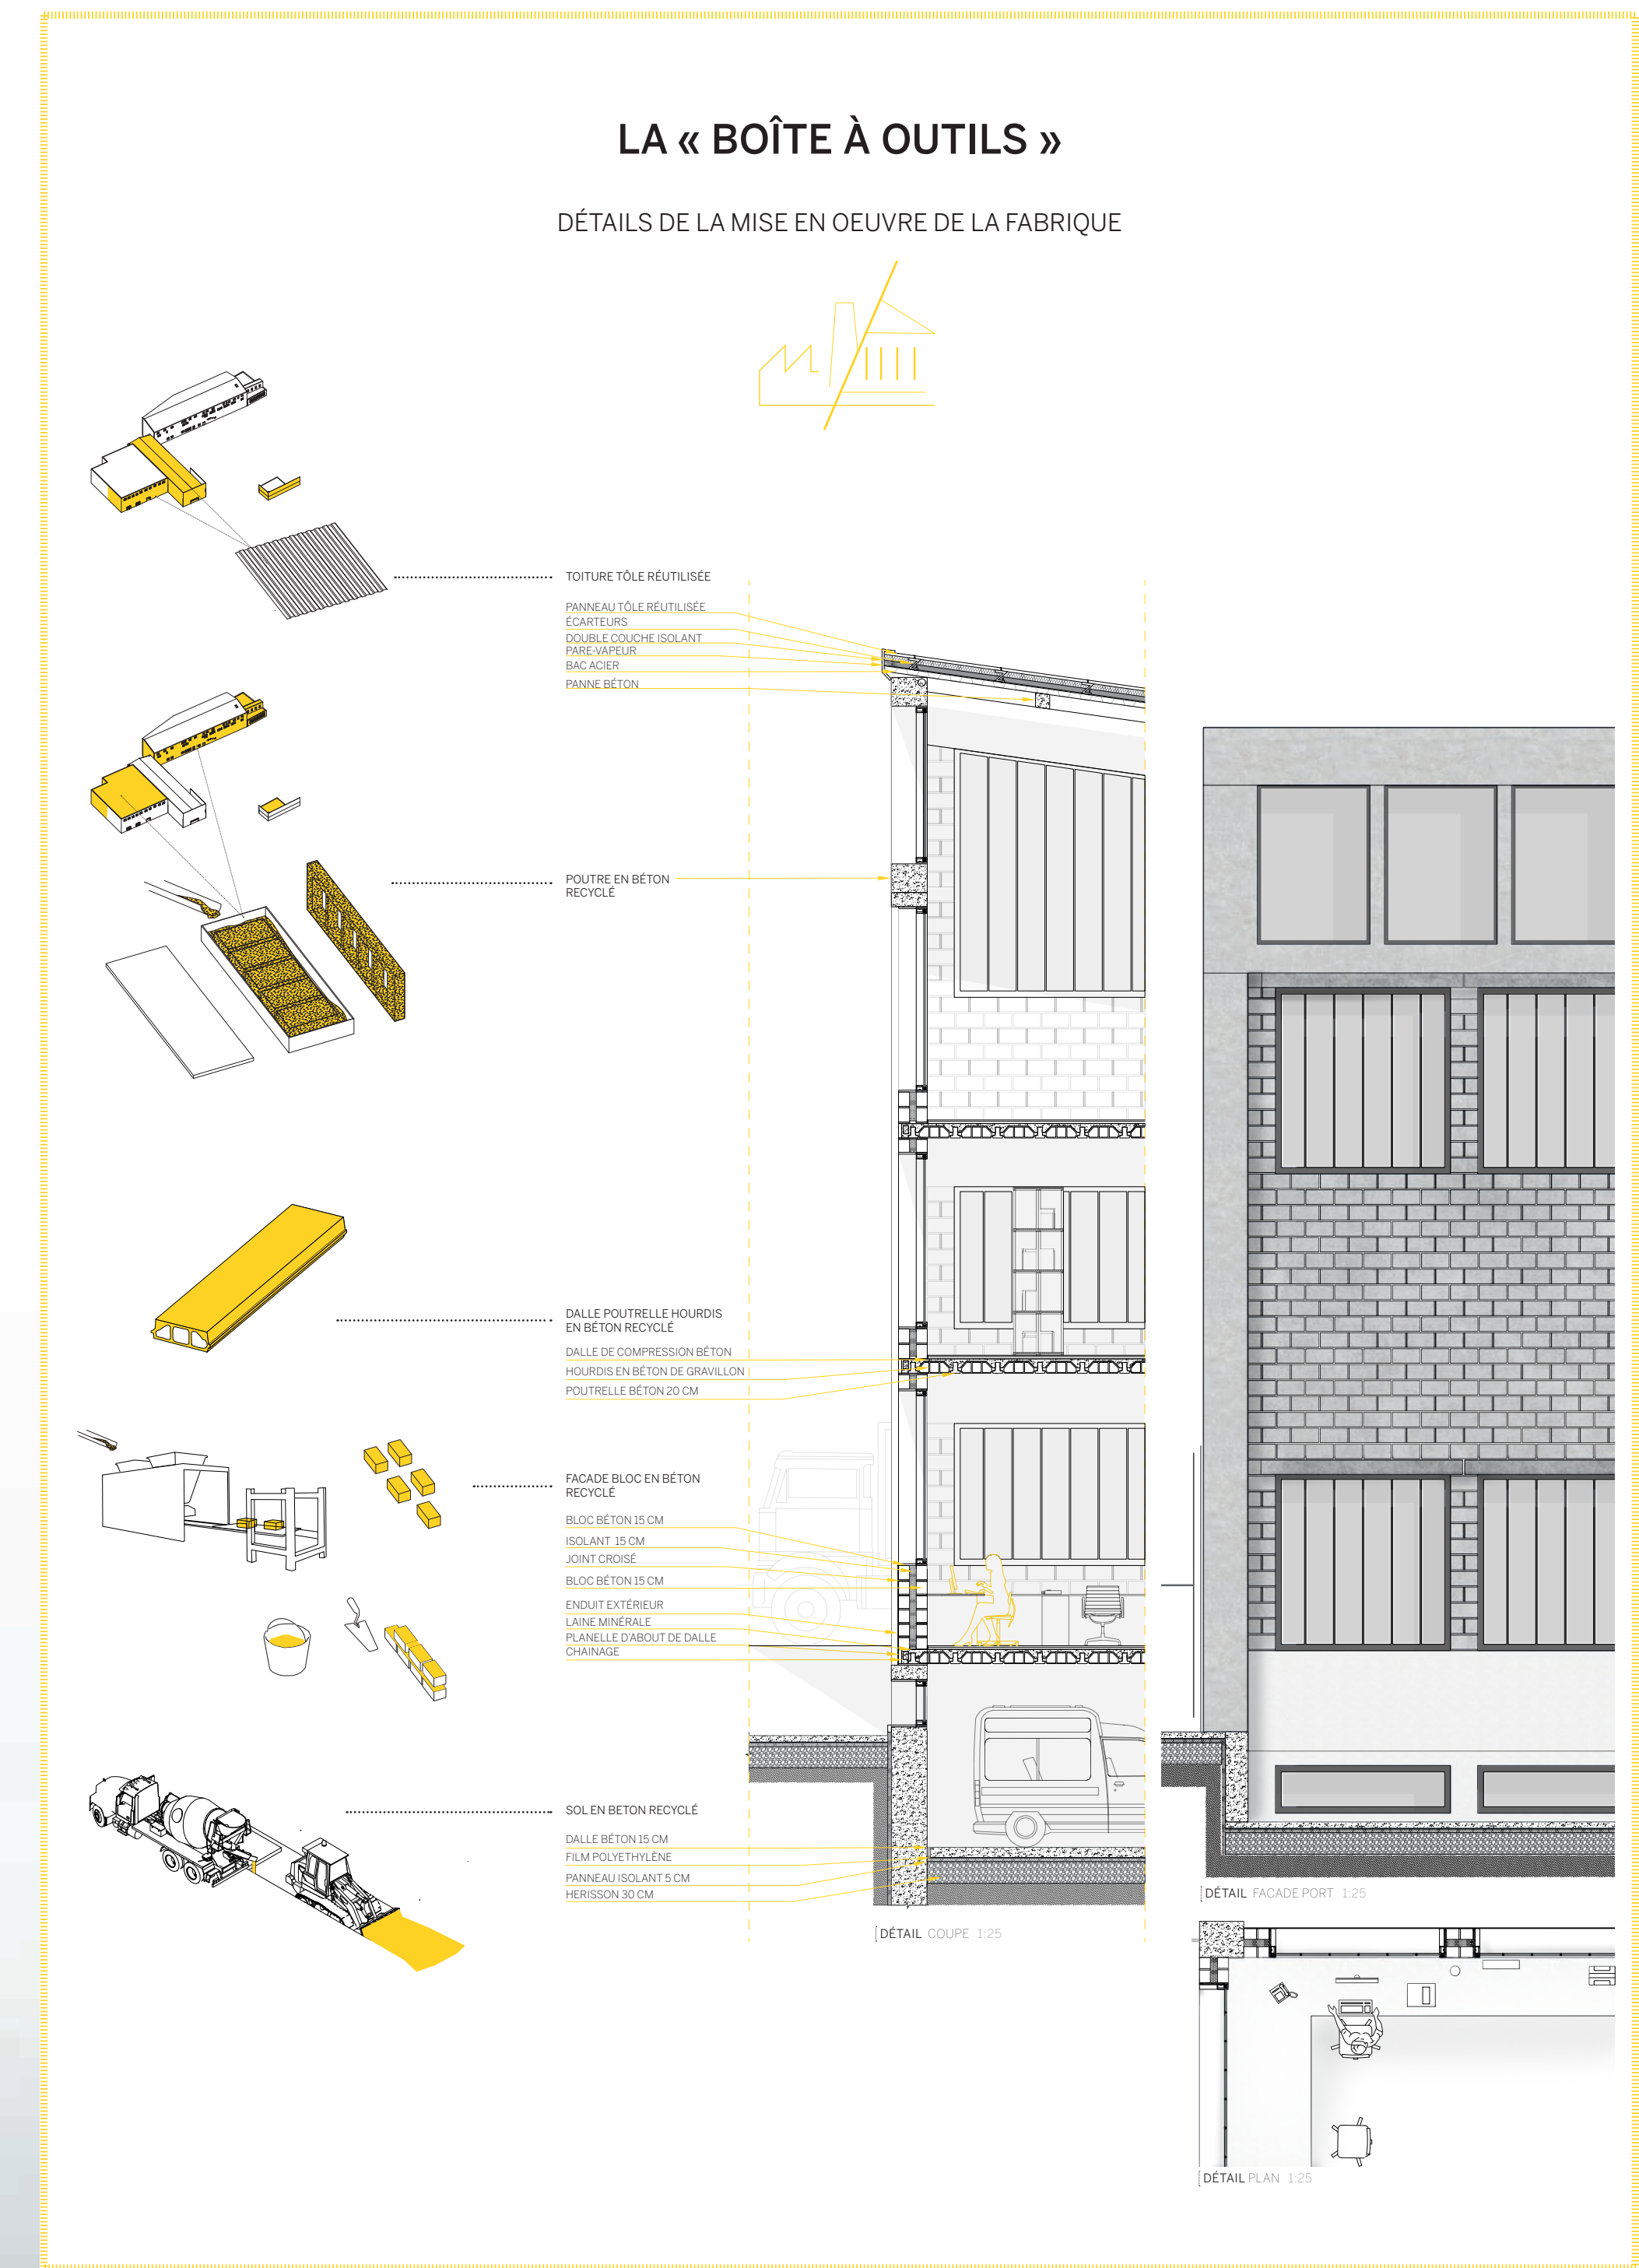 LA « BOÎTE À OUTILS »
DÉTAILS DE LA MISE EN OEUVRE DE LA FABRIQUE
TOITURE TÔLE RÉUTILISÉE
PANNEAU TÔLE RÉUTILISÉE
ÉCARTEURS
DOUBLE COUCHE ISOLANT
PARE-VAPEUR
BAC ACIER
PANNE BÉTON
POUTRE EN BÉTON
RECYCLÉ
DALLE POUTRELLE HOURDIS
EN BÉTON RECYCLÉ
DALLE DE COMPRESSION BÉTON
HOURDIS EN BÉTON DE GRAVILLON
POUTRELLE BÉTON 20 CM
FACADE BLOC EN BÉTON
RECYCLÉ
BLOC BÉTON 15 CM
ISOLANT 15 CM
JOINT CROISÉ
BLOC BÉTON 15 CM
ENDUIT EXTÉRIEUR
LAINE MINÉRALE
PLANELLE D'ABOUT DE DALLE
CHAINAGE
SOL EN BETON RECYCLÉ
DALLE BÉTON 15 CM
FILM POLYETHYLÈNE
PANNEAU ISOLANT 5 CM
HERISSON 30 CM
DÉTAIL COUPE 1:25
DÉTAIL FACADE PORT 1:25
DÉTAIL PLAN 1:25